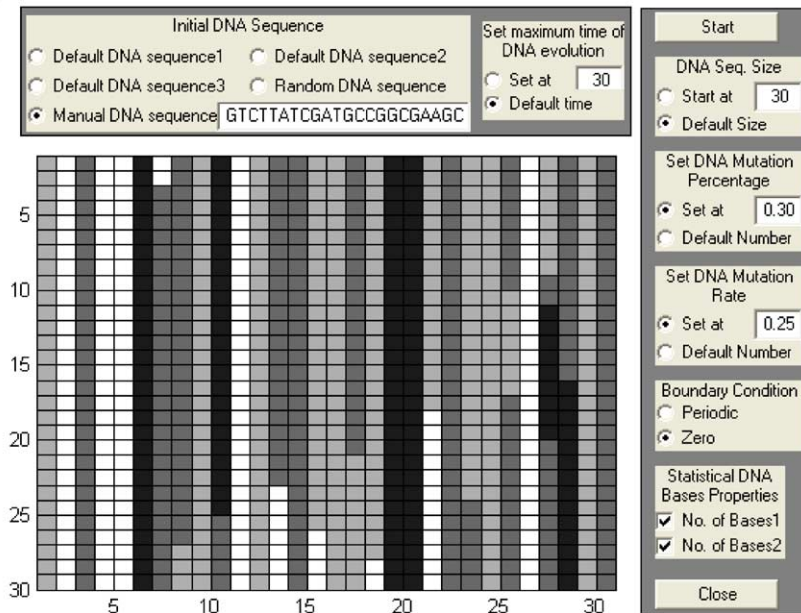 Initial DNA Sequence
Default DNA sequence1
Default DNA sequence2
Default DNA sequence3
Random DNA sequence
Manual DNA sequence GTCTTATCGATGCCGGCGAAGC
Set maximum time of
DNA evolution
Set at 30
Default time
Start
DNA Seq. Size
Start at 30
Default Size
Set DNA Mutation
Percentage
Set at 0.30
Default Number
Set DNA Mutation
Rate
Set at 0.25
Default Number
Boundary Condition
Periodic
Zero
Statistical DNA
Bases Properties
No. of Bases1
No. of Bases2
Close
5
10
15
20
25
30
5 10 15 20 25 30